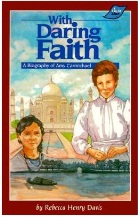 With
Daring
Faith
A Biography of Amy Carmichael
by Rebecca Henry Davis